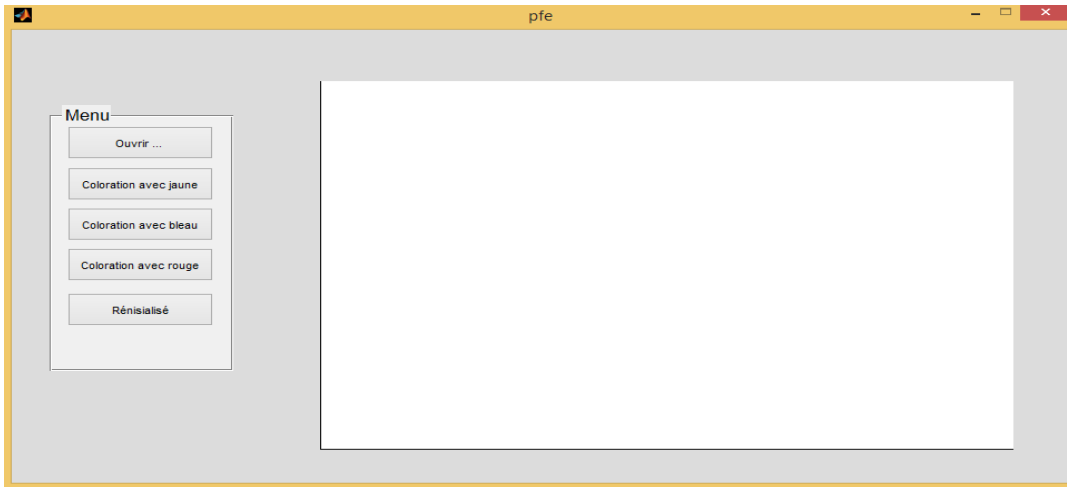 pfe
Menu
Ouvrir ...
Coloration avec jaune
Coloration avec bleau
Coloration avec rouge
Rénisialisé